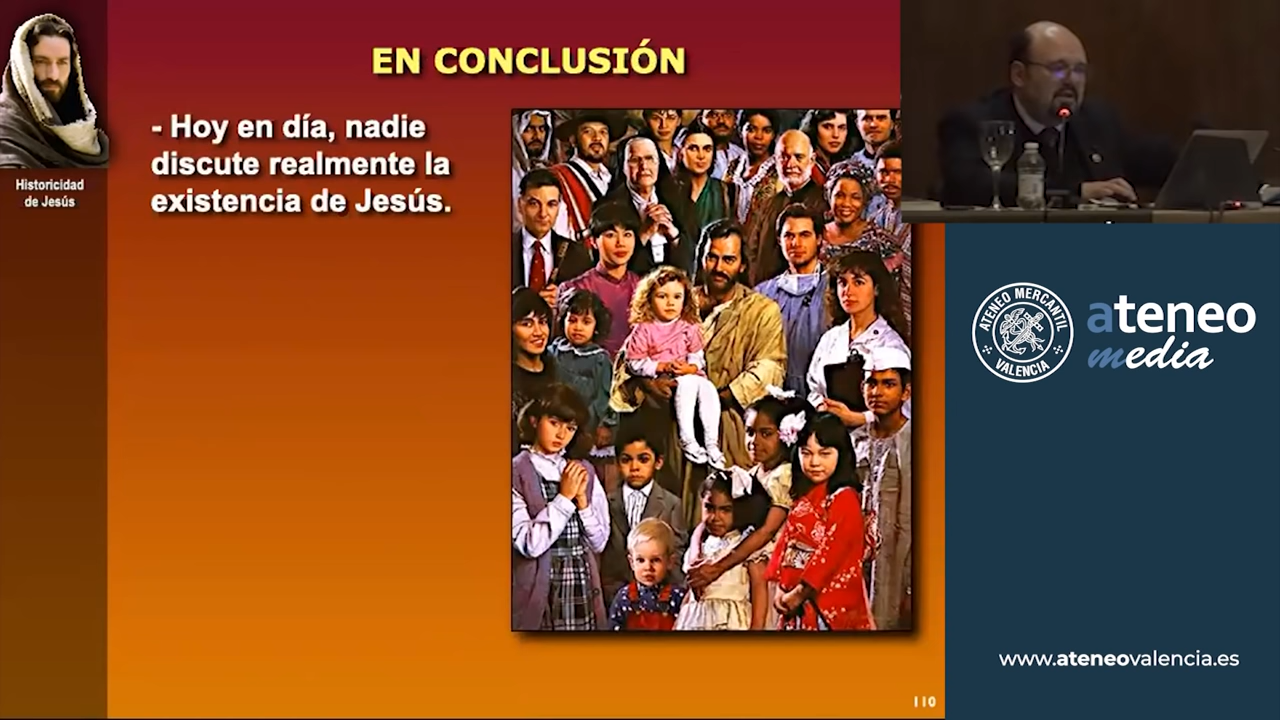 EN CONCLUSIÓN
- Hoy en día, nadie
discute realmente la
existencia de Jesús.
Historicidad
de Jesús
ATENEO MERCANTIL
VALENCIA
ateneo
media
www.ateneovalencia.es
110